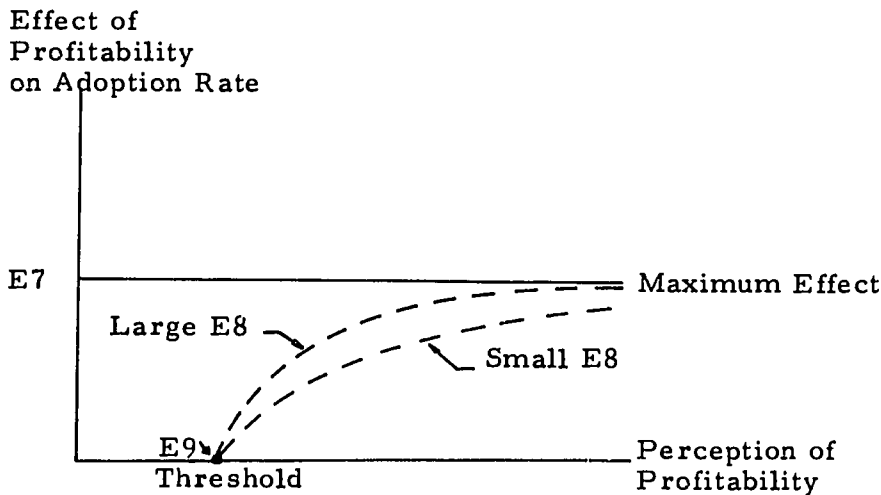 Effect of
Profitability
on Adoption Rate
E7
Maximum Effect
Large E8
Small E8
E9
Threshold
Perception of
Profitability